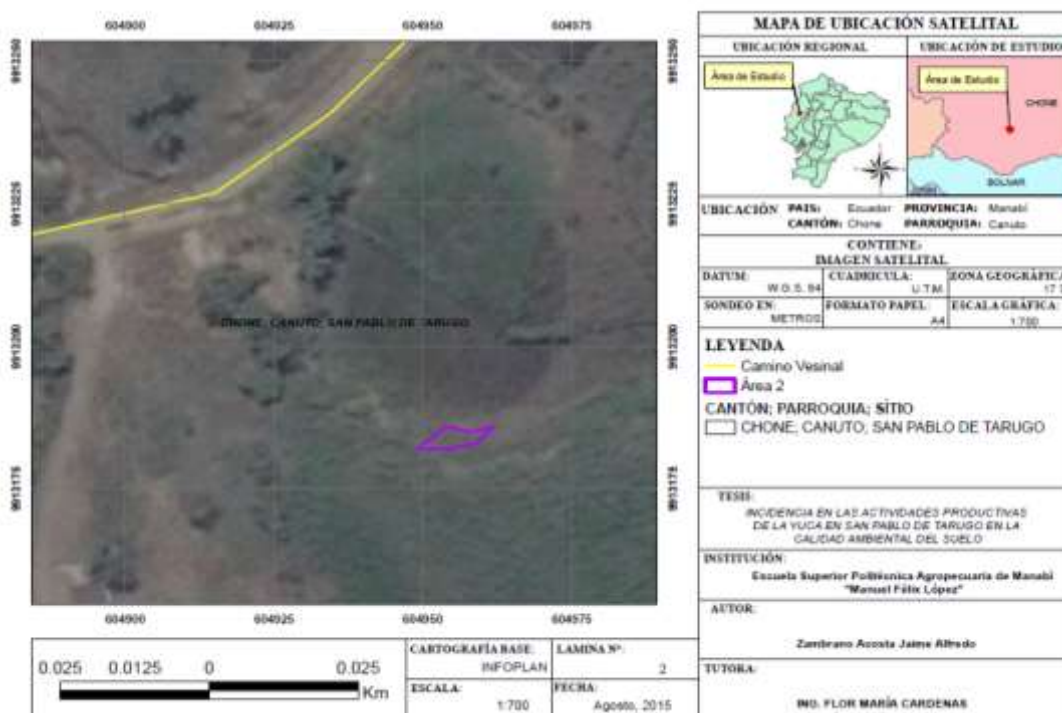 604900 604925 604950 604975
9913250 9913250
9913225 9913225
CHONE, CANUTO, SAN PABLO DE TARUGO
9913200 9913200
9913175 9913175
604900 604925 604950 604975
0.025 0.0125 0 0.025
Km
CARTOGRAFÍA BASE:
INFOPLAN
LAMINA Nº:
2
ESCALA:
1:700
FECHA:
Agosto, 2015
MAPA DE UBICACIÓN SATELITAL
UBICACIÓN REGIONAL
UBICACIÓN DE ESTUDIO
Área de Estudio
Área de Estudio
CHONE
BOLIVAR
UBICACIÓN PAIS: Ecuador PROVINCIA: Manabí
CANTÓN: Chone PARROQUIA: Canuto
CONTIENE:
IMAGEN SATELITAL
DATUM:
W.G.S. 84
CUADRICULA:
U.T.M.
ZONA GEOGRÁFICA
SONDEO EN:
METROS
FORMATO PAPEL:
A4
ESCALA GRÁFICA:
1:700
LEYENDA
Camino Vesinal
Área 2
CANTÓN; PARROQUIA; SÍTIO
CHONE; CANUTO; SAN PABLO DE TARUGO
TESIS:
INCIDENCIA EN LAS ACTIVIDADES PRODUCTIVAS
DE LA YUCA EN SAN PABLO DE TARUGO EN LA
CALIDAD AMBIENTAL DEL SUELO
INSTITUCIÓN:
Escuela Superior Politécnica Agropecuaria de Manabí
"Manuel Félix López"
AUTOR:
Zambrano Acosta Jaime Alfredo
TUTORA:
ING. FLOR MARÍA CARDENAS